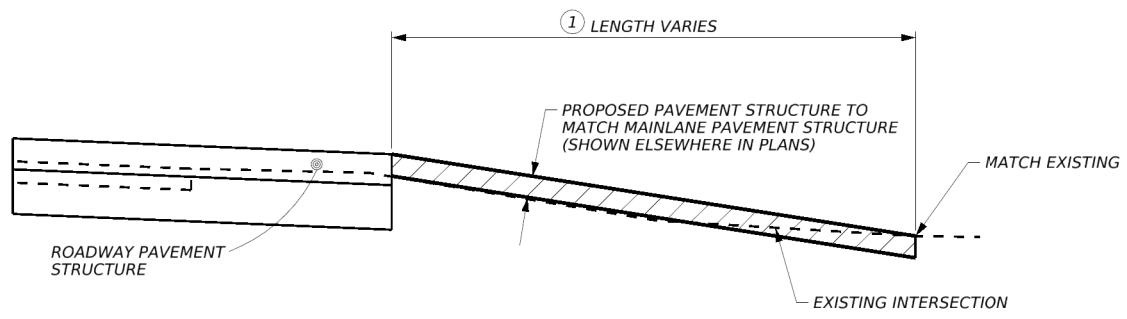 1 LENGTH VARIES
PROPOSED PAVEMENT STRUCTURE TO
MATCH MAINLANE PAVEMENT STRUCTURE
(SHOWN ELSEWHERE IN PLANS)
MATCH EXISTING
ROADWAY PAVEMENT
STRUCTURE
EXISTING INTERSECTION